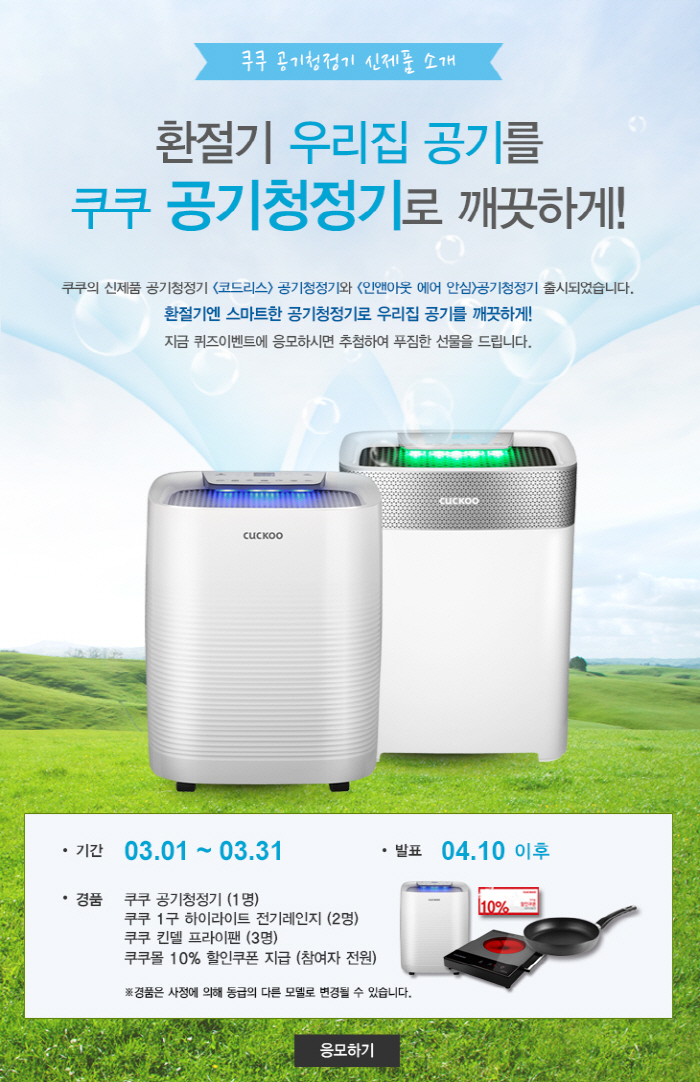 쿠쿠 공기청정기 신제품 소개
환절기 우리집 공기를
쿠쿠 공기청정기로 깨끗하게!
쿠쿠의 신제품 공기청정기 <코드리스> 공기청정기와 <인앤아웃 에어 안심>공기청정기 출시되었습니다.
환절기엔 스마트한 공기청정기로 우리집 공기를 깨끗하게!
지금 퀴즈이벤트에 응모하시면 추첨하여 푸짐한 선물을 드립니다.
CUCKOO
CUCKOO
• 기간 03.01 ~ 03.31
• 발표 04.10 이후
• 경품 쿠쿠 공기청정기 (1명)
쿠쿠 1구 하이라이트 전기레인지 (2명)
쿠쿠 킨델 프라이팬 (3명)
쿠쿠몰 10% 할인쿠폰 지급 (참여자 전원)
10%
※경품은 사정에 의해 동급의 다른 모델로 변경될 수 있습니다.
응모하기